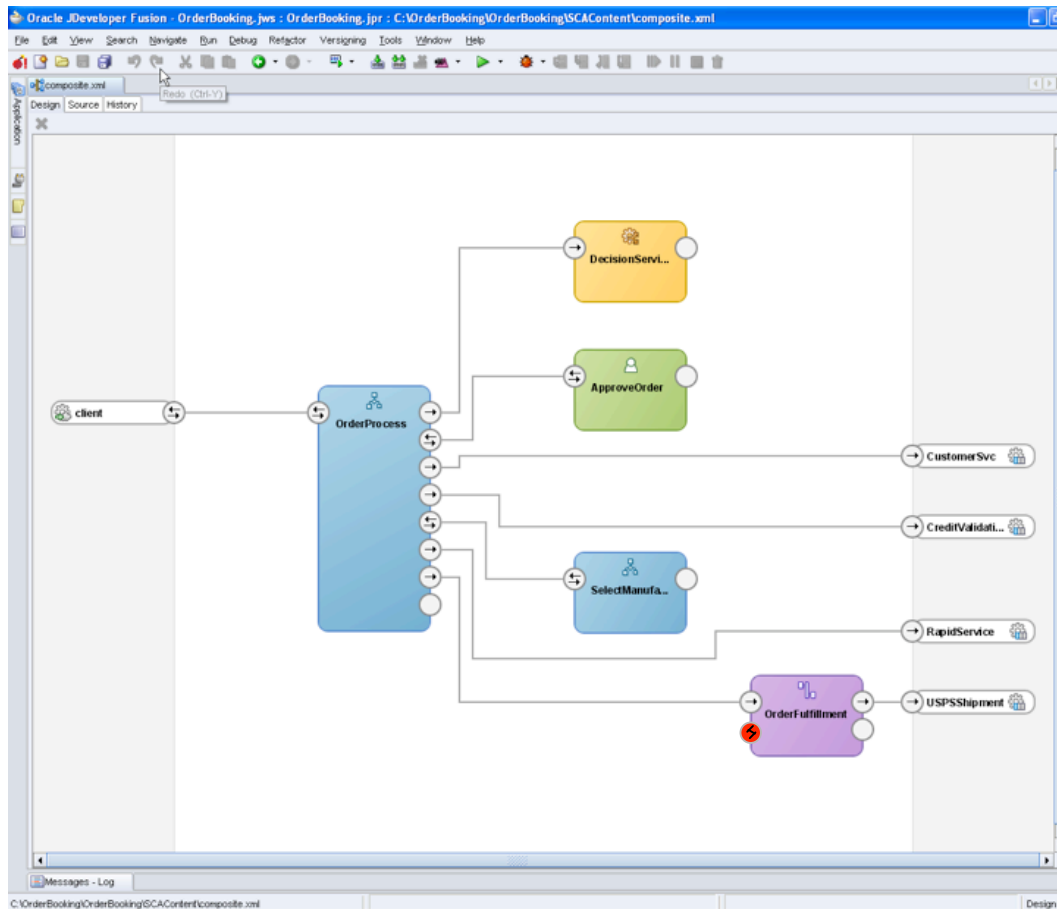 Oracle JDeveloper Fusion - OrderBooking.jws : OrderBooking.jpr : C:\OrderBooking\OrderBooking\SCAContent\composite.xml
File Edit View Search Navigate Run Debug Refactor Versioning Tools Window Help
composite.xml
Redo (Ctrl-Y)
Design Source History
Application
DecisionServi...
ApproveOrder
client
OrderProcess
CustomerSvc
CreditValidati...
SelectManufa...
RapidService
OrderFulfillment
USPSShipment
Messages - Log
C:\OrderBooking\OrderBooking\SCAContent\composite.xml
Design